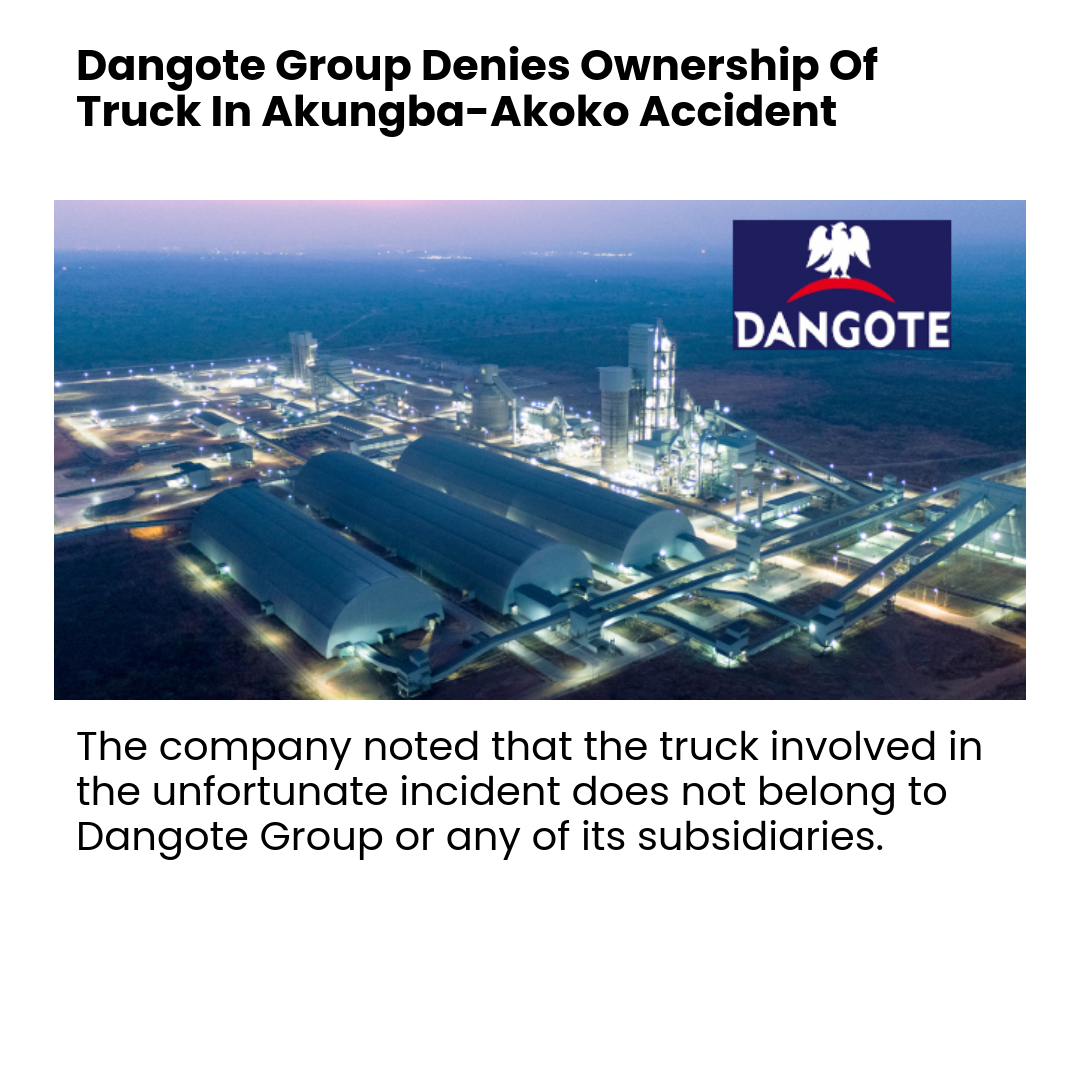 Dangote Group Denies Ownership Of
Truck In Akungba-Akoko Accident
DANGOTE
The company noted that the truck involved in
the unfortunate incident does not belong to
Dangote Group or any of its subsidiaries.